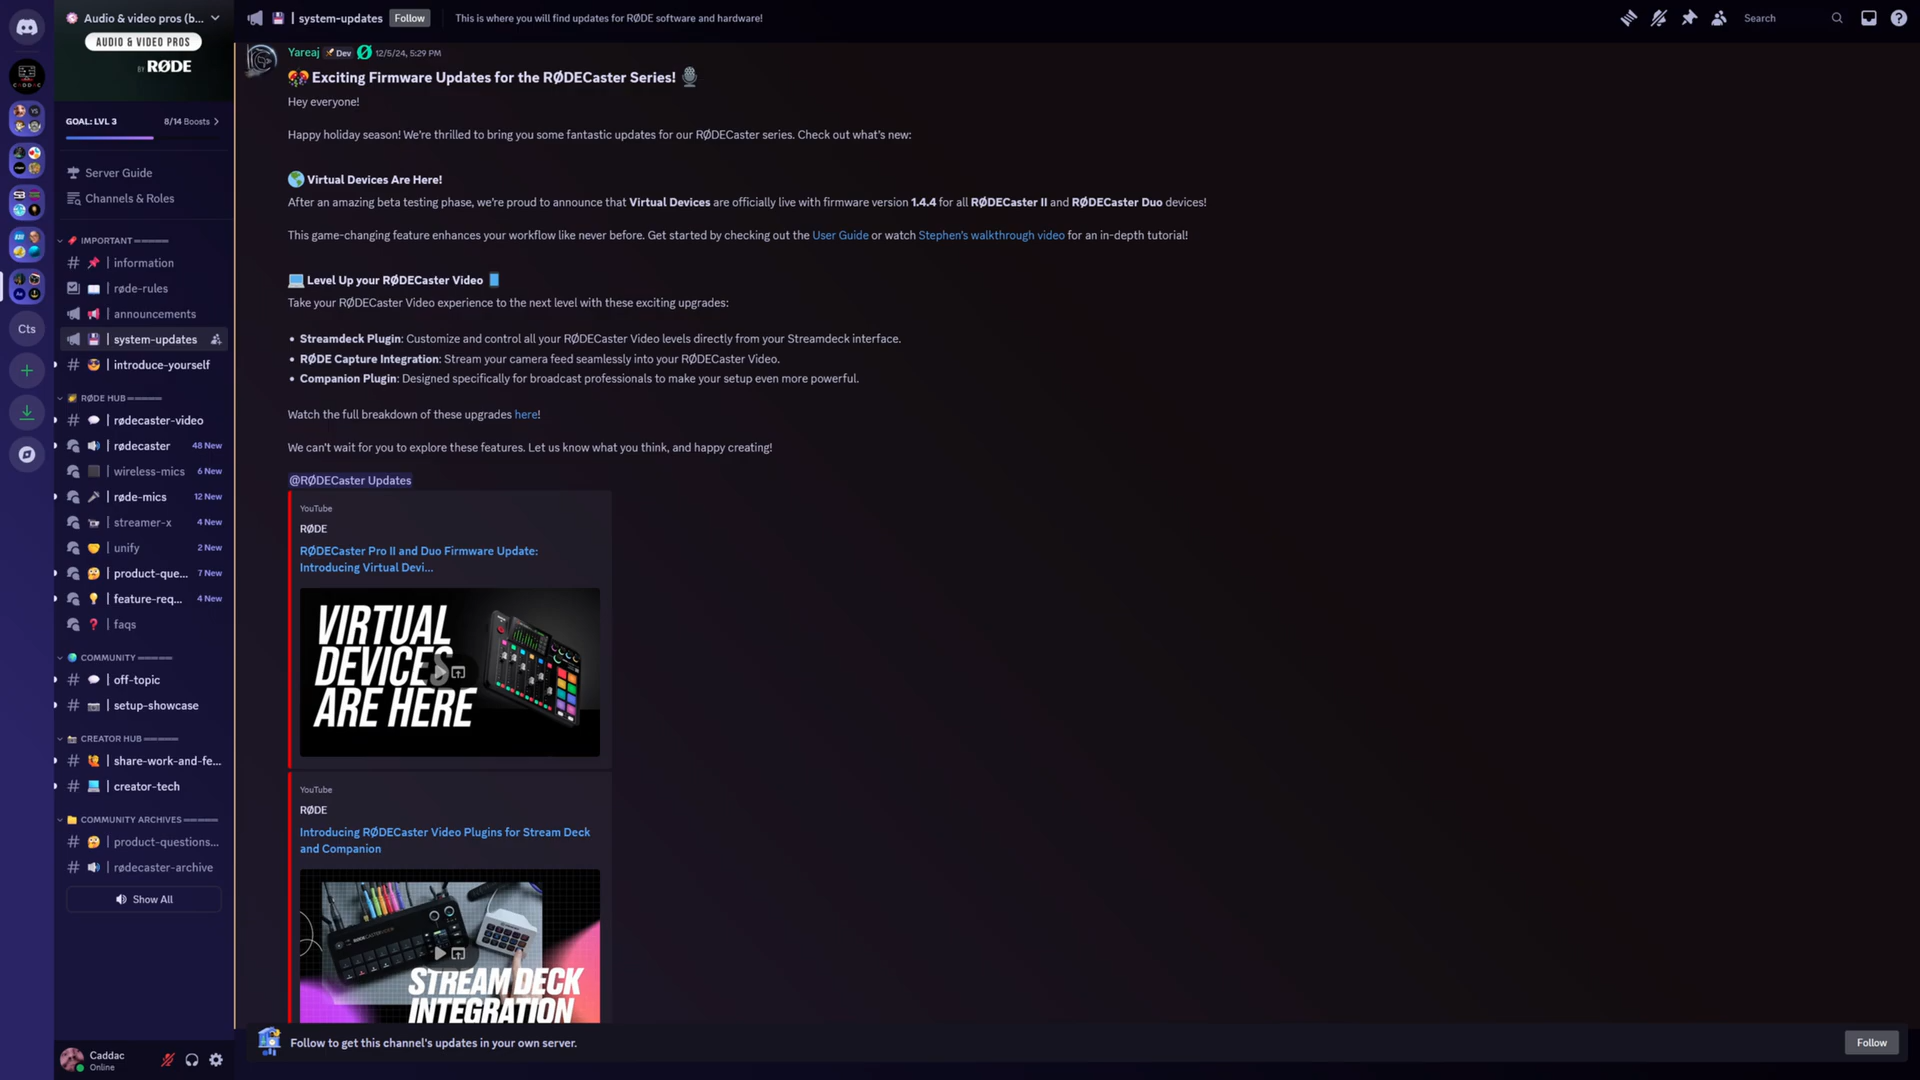 Audio & video pros (b...
AUDIO & VIDEO PROS
BY RØDE
GOAL: LVL 3
8/14 Boosts
Server Guide
Channels & Roles
IMPORTANT
| information
| røde-rules
| announcements
| system-updates
| introduce-yourself
RØDE HUB
| rødecaster-video
| rødecaster
48 New
| wireless-mics
6 New
| røde-mics
12 New
| streamer-x
4 New
| unify
2 New
| product-que...
7 New
| feature-req...
4 New
| faqs
COMMUNITY
| off-topic
| setup-showcase
CREATOR HUB
| share-work-and-fe...
| creator-tech
COMMUNITY ARCHIVES
| product-questions...
| rødecaster-archive
Show All
Caddac
Online
Cts
| system-updates
Follow
This is where you will find updates for RØDE software and hardware!
Search
Yareaj Dev 12/5/24, 5:29 PM
Exciting Firmware Updates for the RØDECaster Series!
Hey everyone!
Happy holiday season! We're thrilled to bring you some fantastic updates for our RØDECaster series. Check out what's new:
Virtual Devices Are Here!
After an amazing beta testing phase, we're proud to announce that Virtual Devices are officially live with firmware version 1.4.4 for all RØDECaster II and RØDECaster Duo devices!
This game-changing feature enhances your workflow like never before. Get started by checking out the User Guide or watch Stephen's walkthrough video for an in-depth tutorial!
Level Up your RØDECaster Video
Take your RØDECaster Video experience to the next level with these exciting upgrades:
• Streamdeck Plugin: Customize and control all your RØDECaster Video levels directly from your Streamdeck interface.
• RØDE Capture Integration: Stream your camera feed seamlessly into your RØDECaster Video.
• Companion Plugin: Designed specifically for broadcast professionals to make your setup even more powerful.
Watch the full breakdown of these upgrades here!
We can't wait for you to explore these features. Let us know what you think, and happy creating!
@RØDECaster Updates
YouTube
RØDE
RØDECaster Pro II and Duo Firmware Update:
Introducing Virtual Devi...
VIRTUAL
DEVICES
ARE HERE
YouTube
RØDE
Introducing RØDECaster Video Plugins for Stream Deck
and Companion
STREAM DECK
INTEGRATION
Follow to get this channel's updates in your own server.
Follow